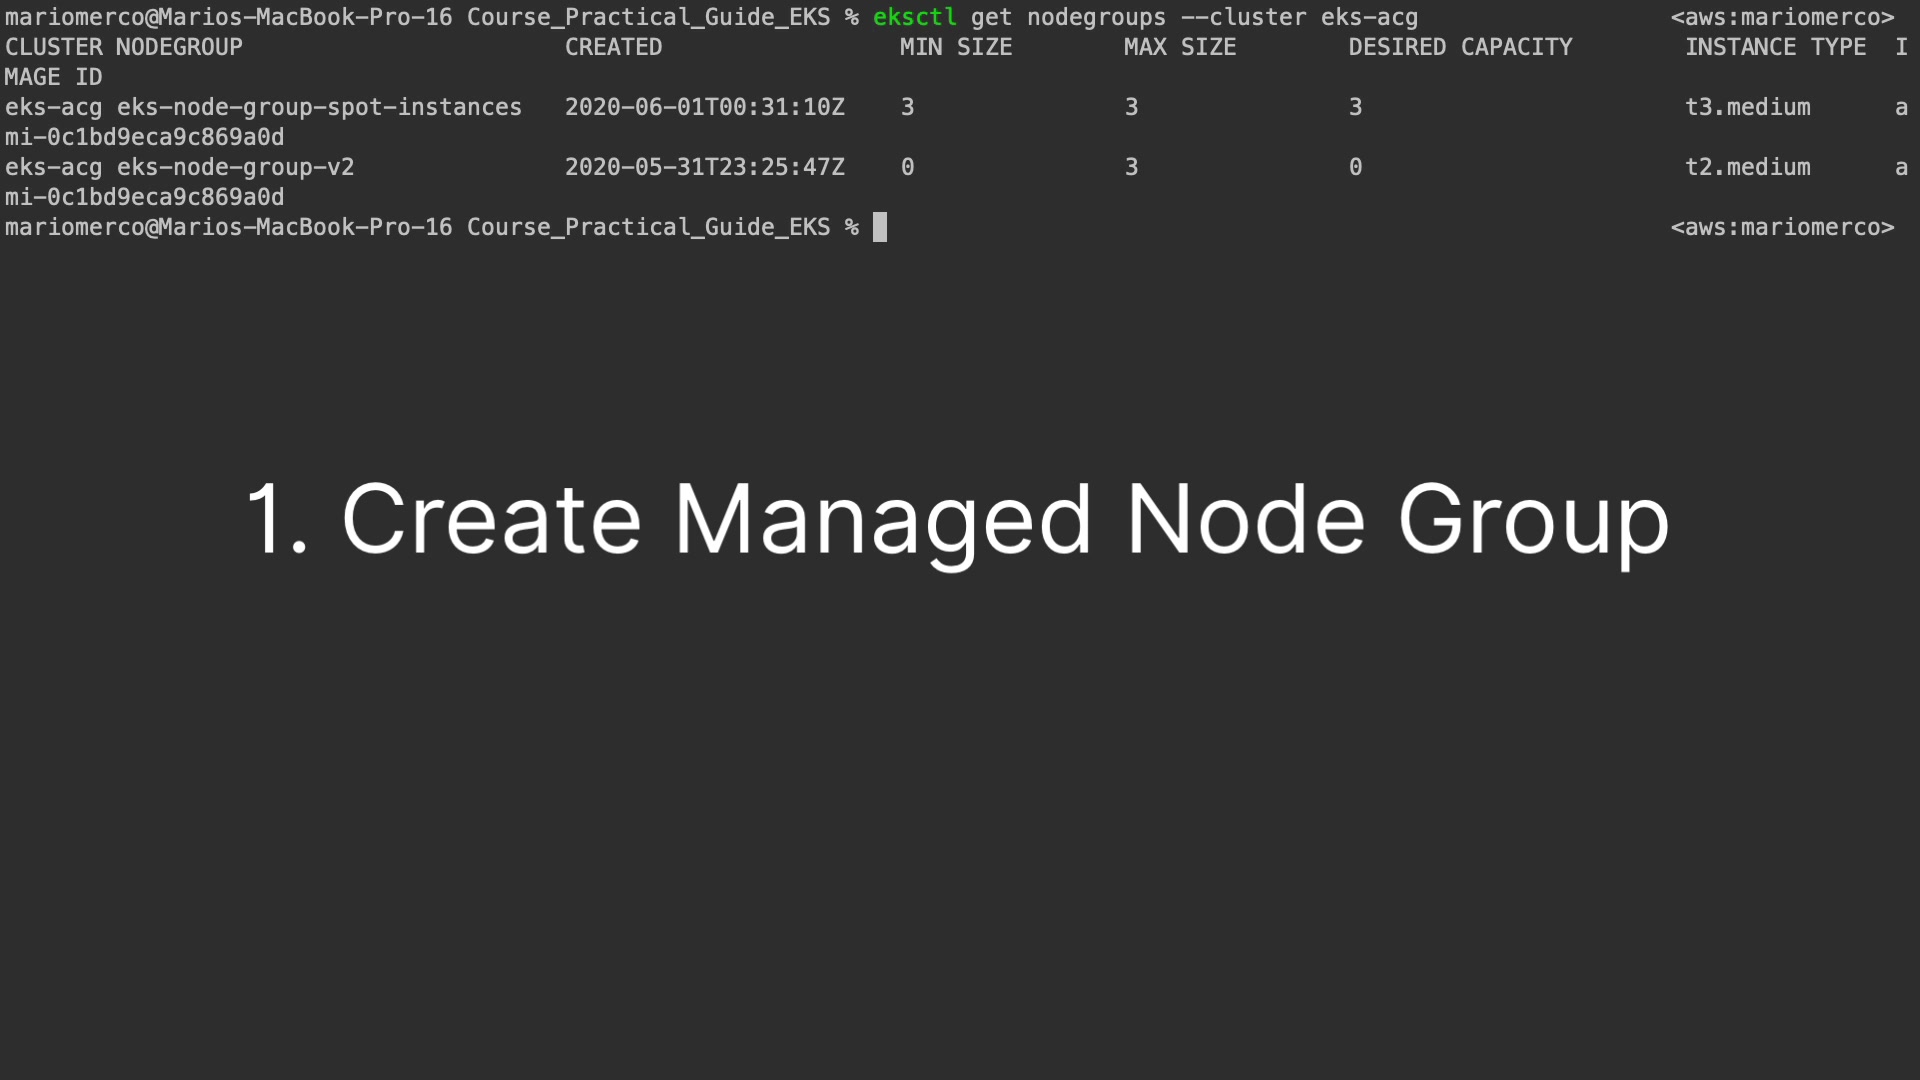 mariomerco@Marios-MacBook-Pro-16 Course_Practical_Guide_EKS % eksctl get nodegroups --cluster eks-acg <aws:mariomerco>
CLUSTER NODEGROUP CREATED MIN SIZE MAX SIZE DESIRED CAPACITY INSTANCE TYPE I
MAGE ID
eks-acg eks-node-group-spot-instances 2020-06-01T00:31:10Z 3 3 3 t3.medium a
mi-0c1bd9eca9c869a0d
eks-acg eks-node-group-v2 2020-05-31T23:25:47Z 0 3 0 t2.medium a
mi-0c1bd9eca9c869a0d
mariomerco@Marios-MacBook-Pro-16 Course_Practical_Guide_EKS % <aws:mariomerco>
1. Create Managed Node Group